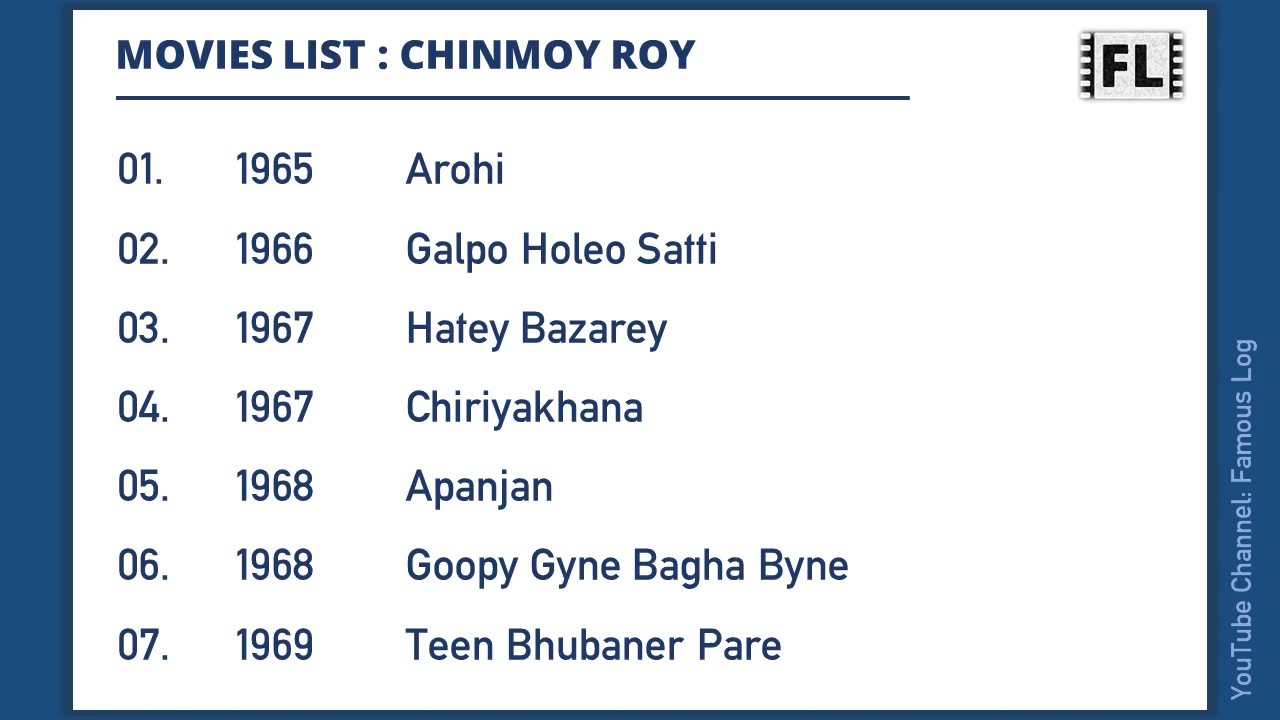 MOVIES LIST : CHINMOY ROY
FL
01. 1965 Arohi
02. 1966 Galpo Holeo Satti
03. 1967 Hatey Bazarey
04. 1967 Chiriyakhana
05. 1968 Apanjan
06. 1968 Goopy Gyne Bagha Byne
07. 1969 Teen Bhubaner Pare
YouTube Channel: Famous Log